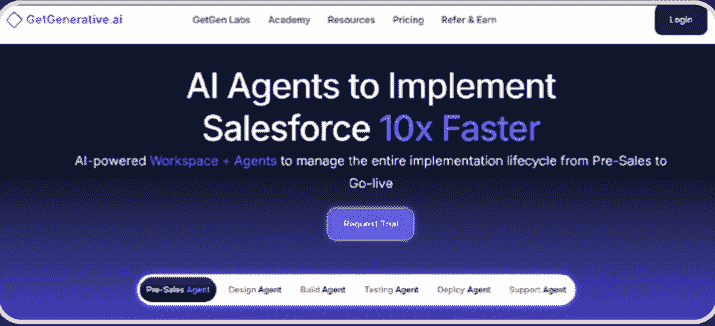 GetGenerative.ai GetGen Labs Academy Resources Pricing Refer & Earn Login
AI Agents to Implement
Salesforce 10x Faster
AI-powered Workspace + Agents to manage the entire implementation lifecycle from Pre-Sales to
Go-live
Request Trial
Pre-Sales Agent Design Agent Build Agent Testing Agent Deploy Agent Support Agent